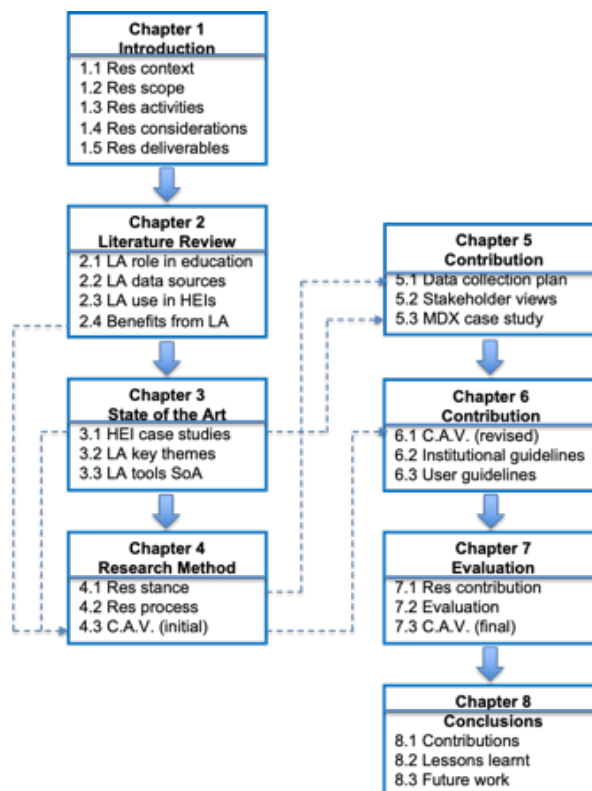 Chapter 1
Introduction
1.1 Res context
1.2 Res scope
1.3 Res activities
1.4 Res considerations
1.5 Res deliverables
Chapter 2
Literature Review
2.1 LA role in education
2.2 LA data sources
2.3 LA use in HEIs
2.4 Benefits from LA
Chapter 3
State of the Art
3.1 HEI case studies
3.2 LA key themes
3.3 LA tools SoA
Chapter 4
Research Method
4.1 Res stance
4.2 Res process
4.3 C.A.V. (initial)
Chapter 5
Contribution
5.1 Data collection plan
5.2 Stakeholder views
5.3 MDX case study
Chapter 6
Contribution
6.1 C.A.V. (revised)
6.2 Institutional guidelines
6.3 User guidelines
Chapter 7
Evaluation
7.1 Res contribution
7.2 Evaluation
7.3 C.A.V. (final)
Chapter 8
Conclusions
8.1 Contributions
8.2 Lessons learnt
8.3 Future work